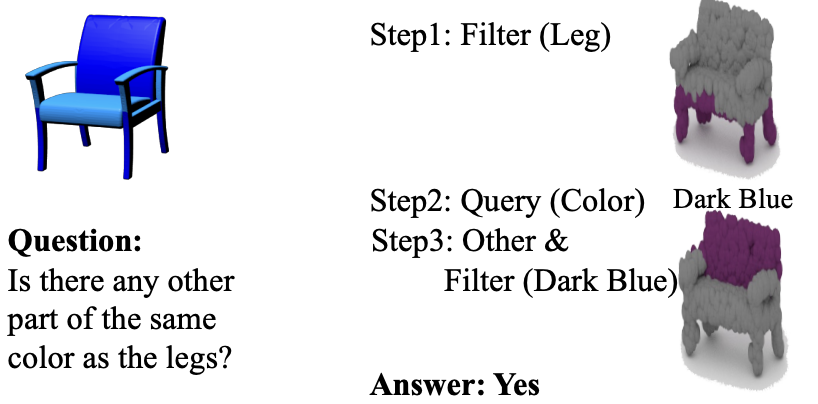 Question:
Is there any other
part of the same
color as the legs?
Step1: Filter (Leg)
Step2: Query (Color) Dark Blue
Step3: Other &
Filter (Dark Blue)
Answer: Yes